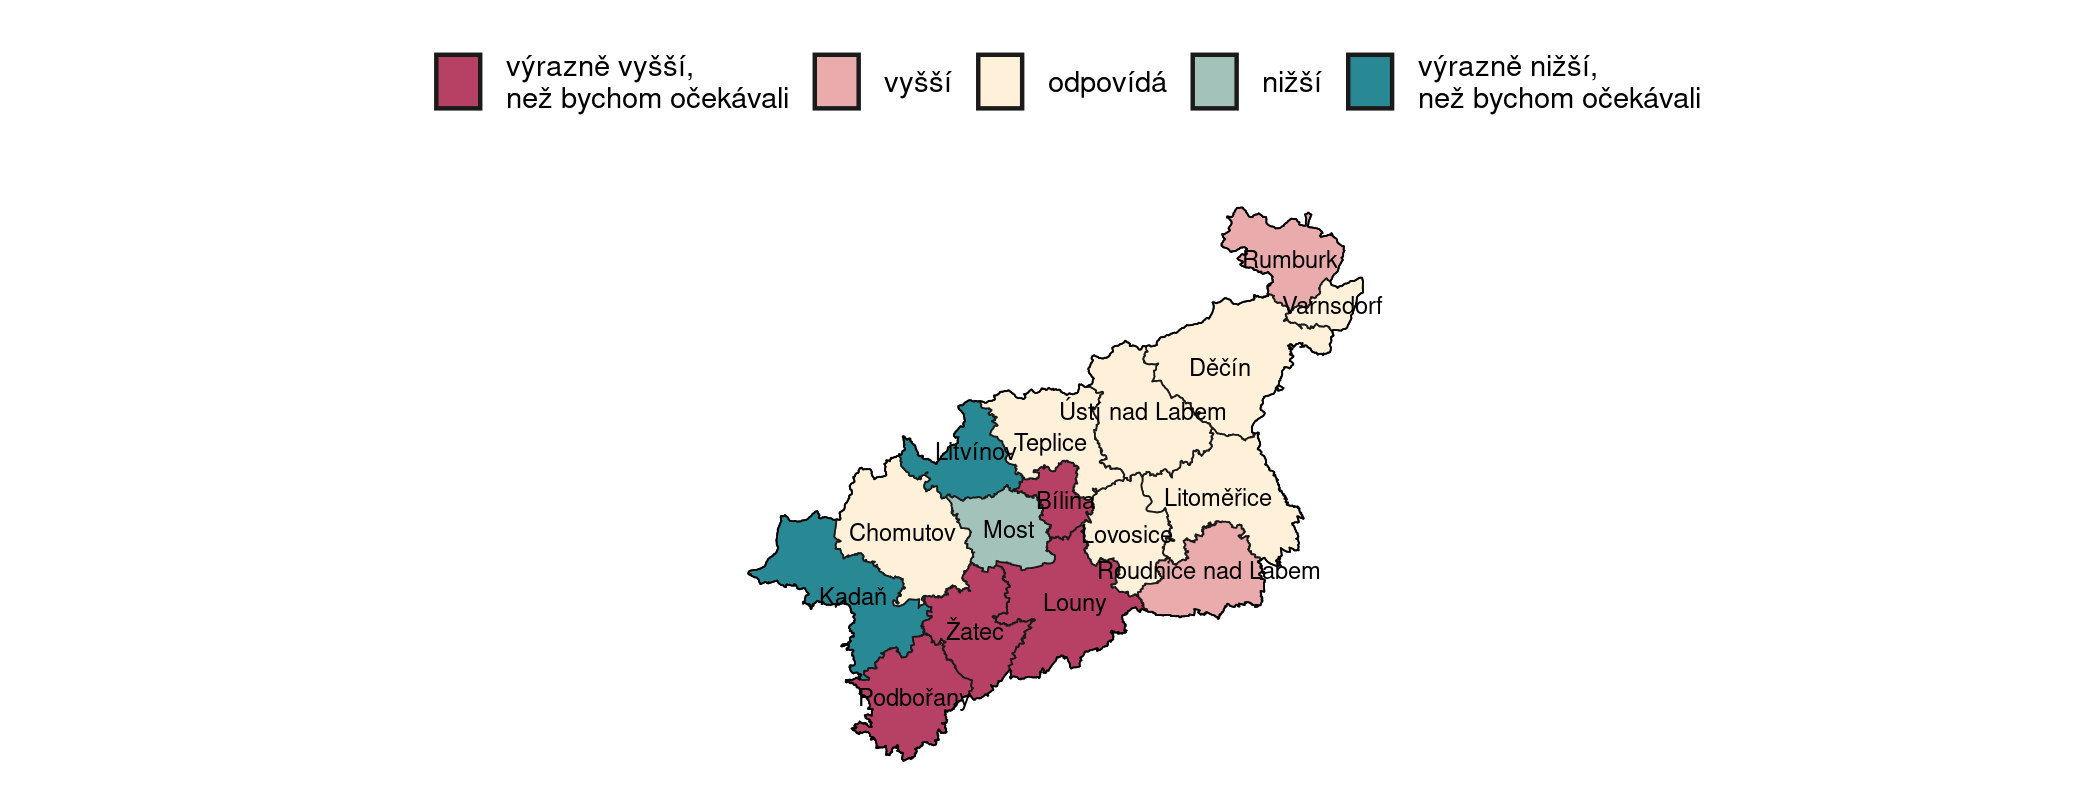 výrazně vyšší,
než bychom očekávali
vyšší
odpovídá
nižší
výrazně nižší,
než bychom očekávali
Rumburk
Varnsdorf
Děčín
Ústí nad Labem
Teplice
Litvínov
Bílina
Litoměřice
Most
Chomutov
Lovosice
Roudnice nad Labem
Kadaň
Louny
Žatec
Podbořany